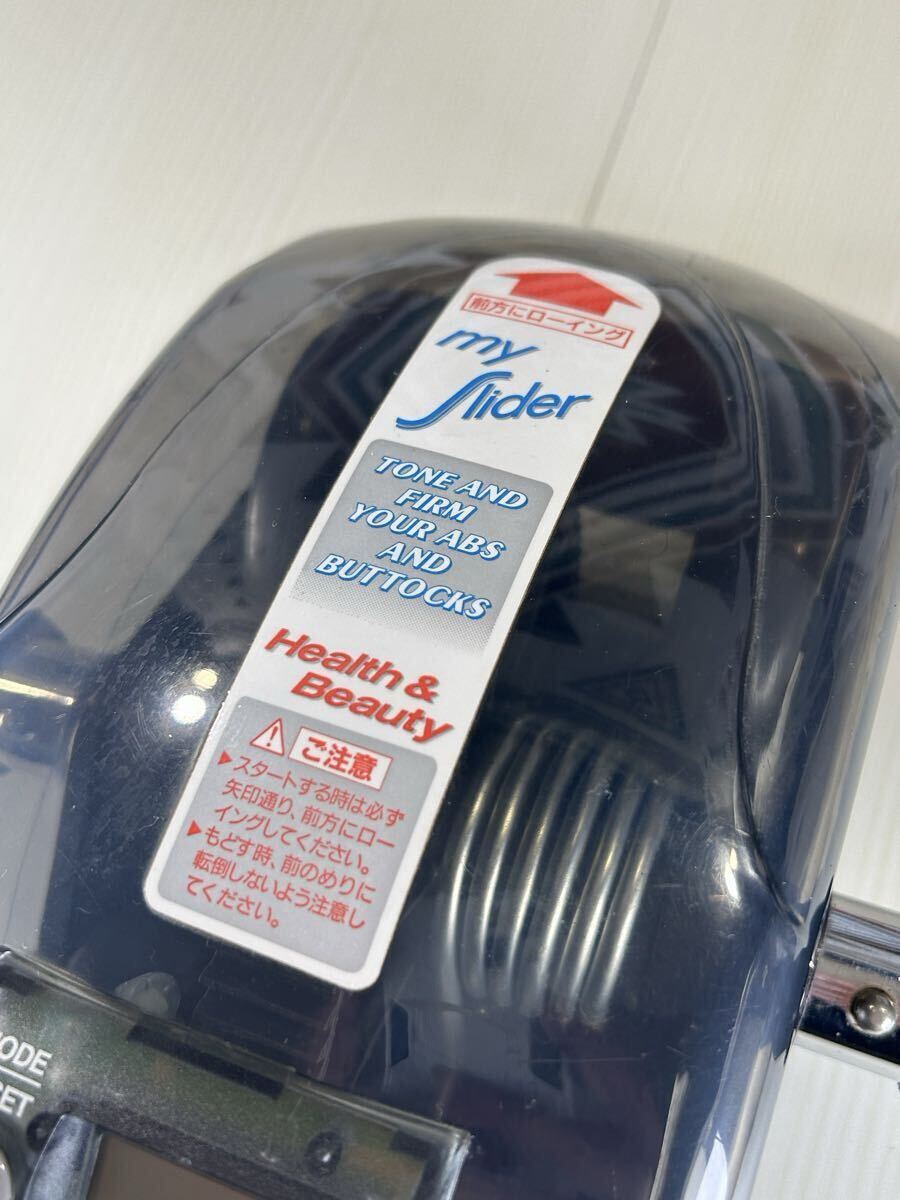 前方にローイング
my
Slider
TONE AND
FIRM
YOUR ABS
AND
BUTTOCKS
Health &
Beauty
ご注意
▶スタートする時は必ず
矢印通り、前方にロー
イングしてください。
▶もどす時、前のめりに
転倒しないよう注意し
てください。